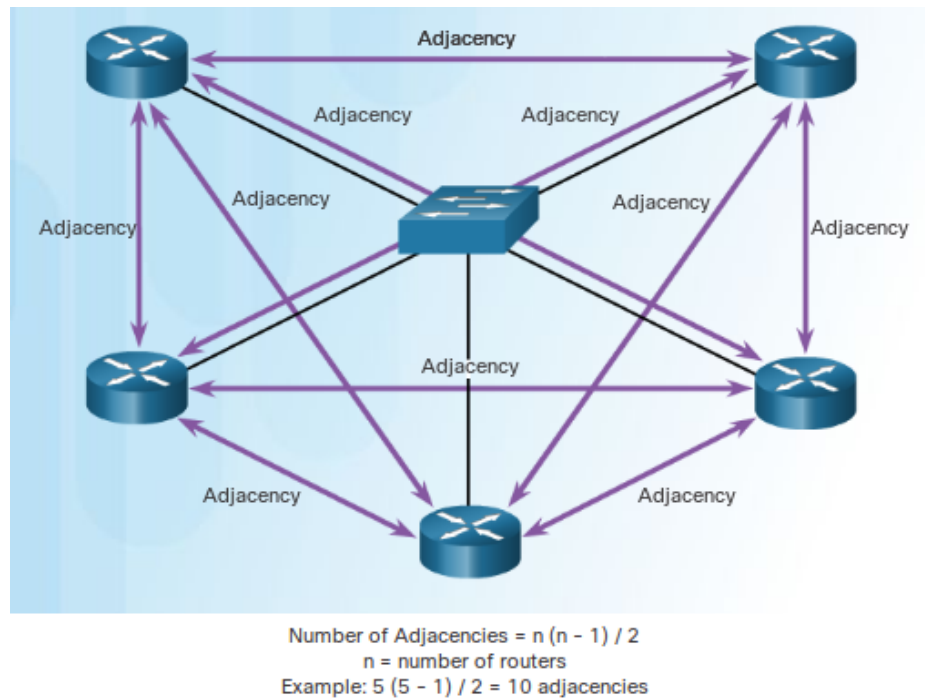 Adjacency
Adjacency
Adjacency
Adjacency
Adjacency
Adjacency
Adjacency
Adjacency
Adjacency
Adjacency
Number of Adjacencies = n (n – 1) / 2
n = number of routers
Example: 5 (5 – 1) / 2 = 10 adjacencies